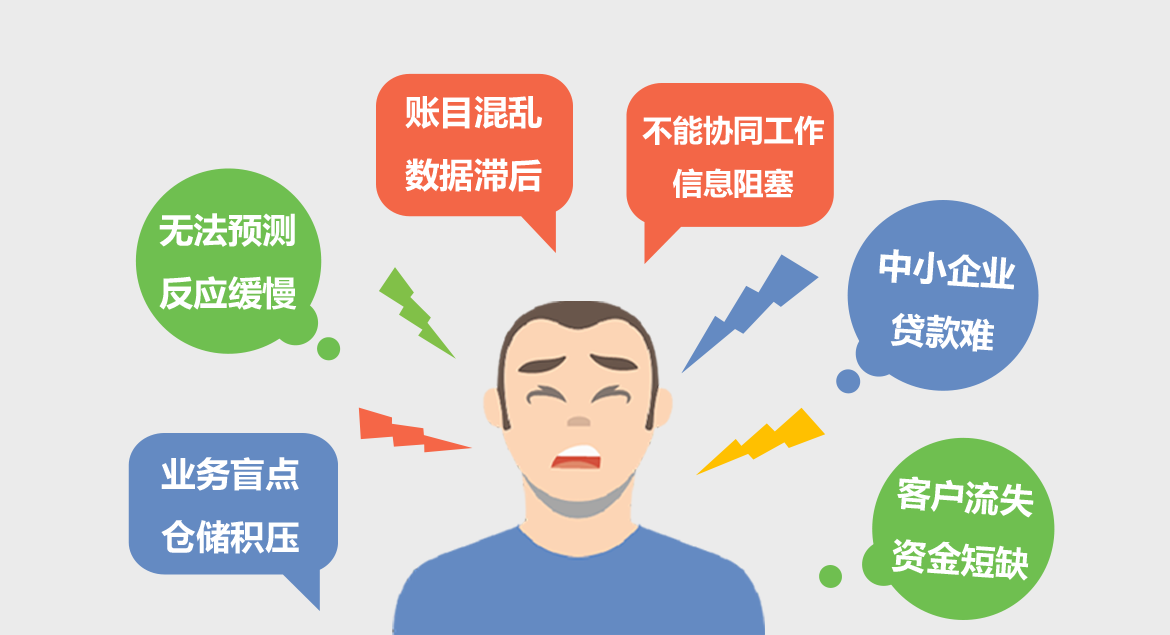 账目混乱
数据滞后
不能协同工作
信息阻塞
无法预测
反应缓慢
中小企业
贷款难
业务盲点
仓储积压
客户流失
资金短缺